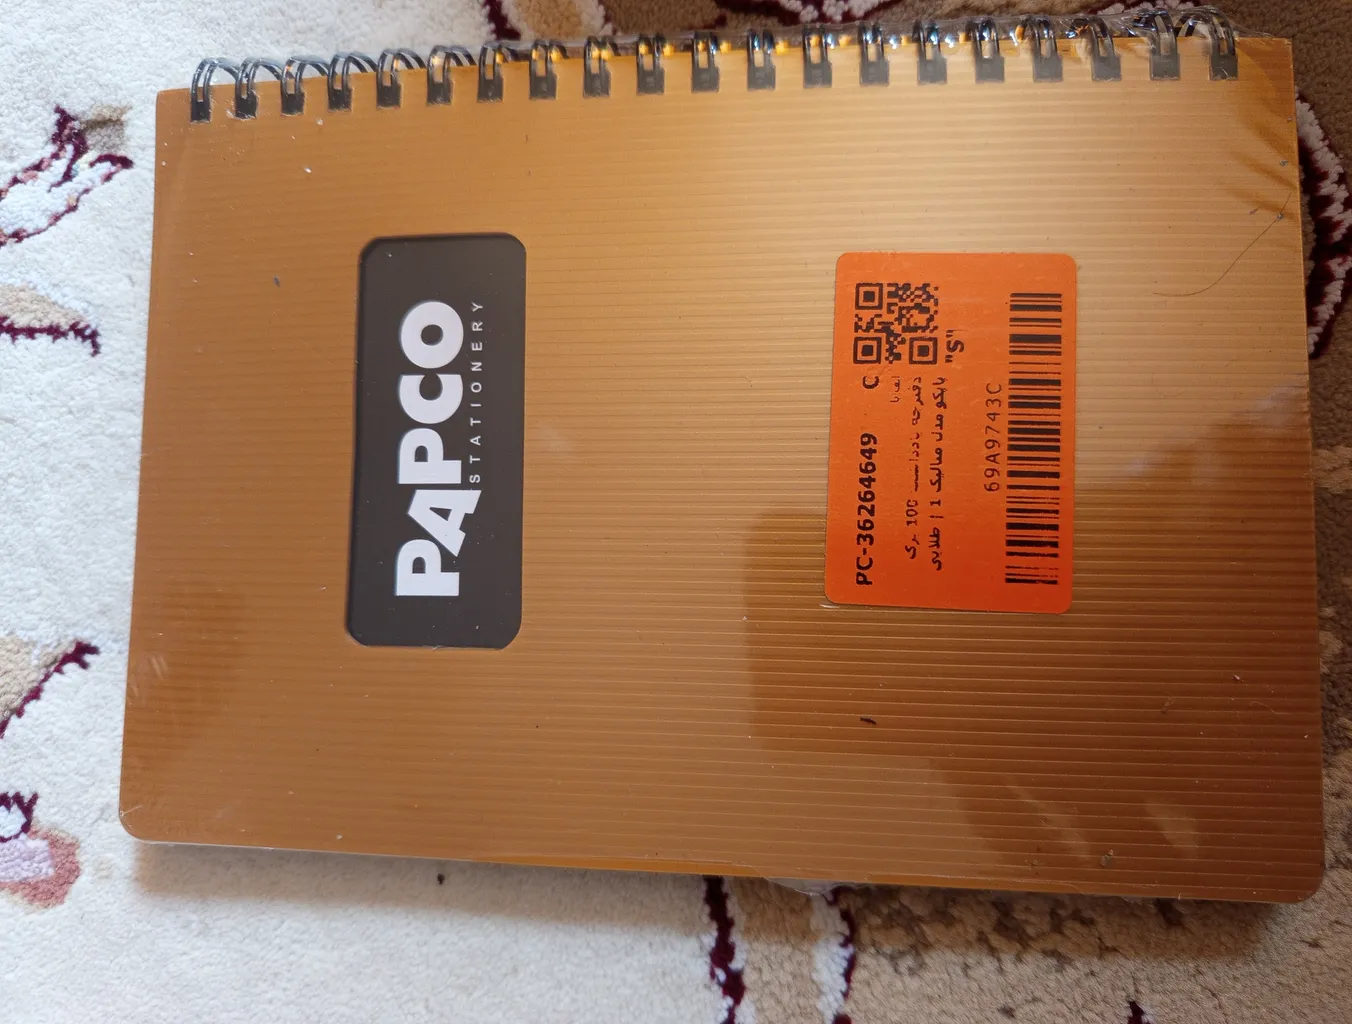 PAPCO
STATIONERY
PC-36264649 C
دفترچه یادداشت 100 برگ
پاپکو مدل متالیک 1 | طلایی
"S"
69A9743C